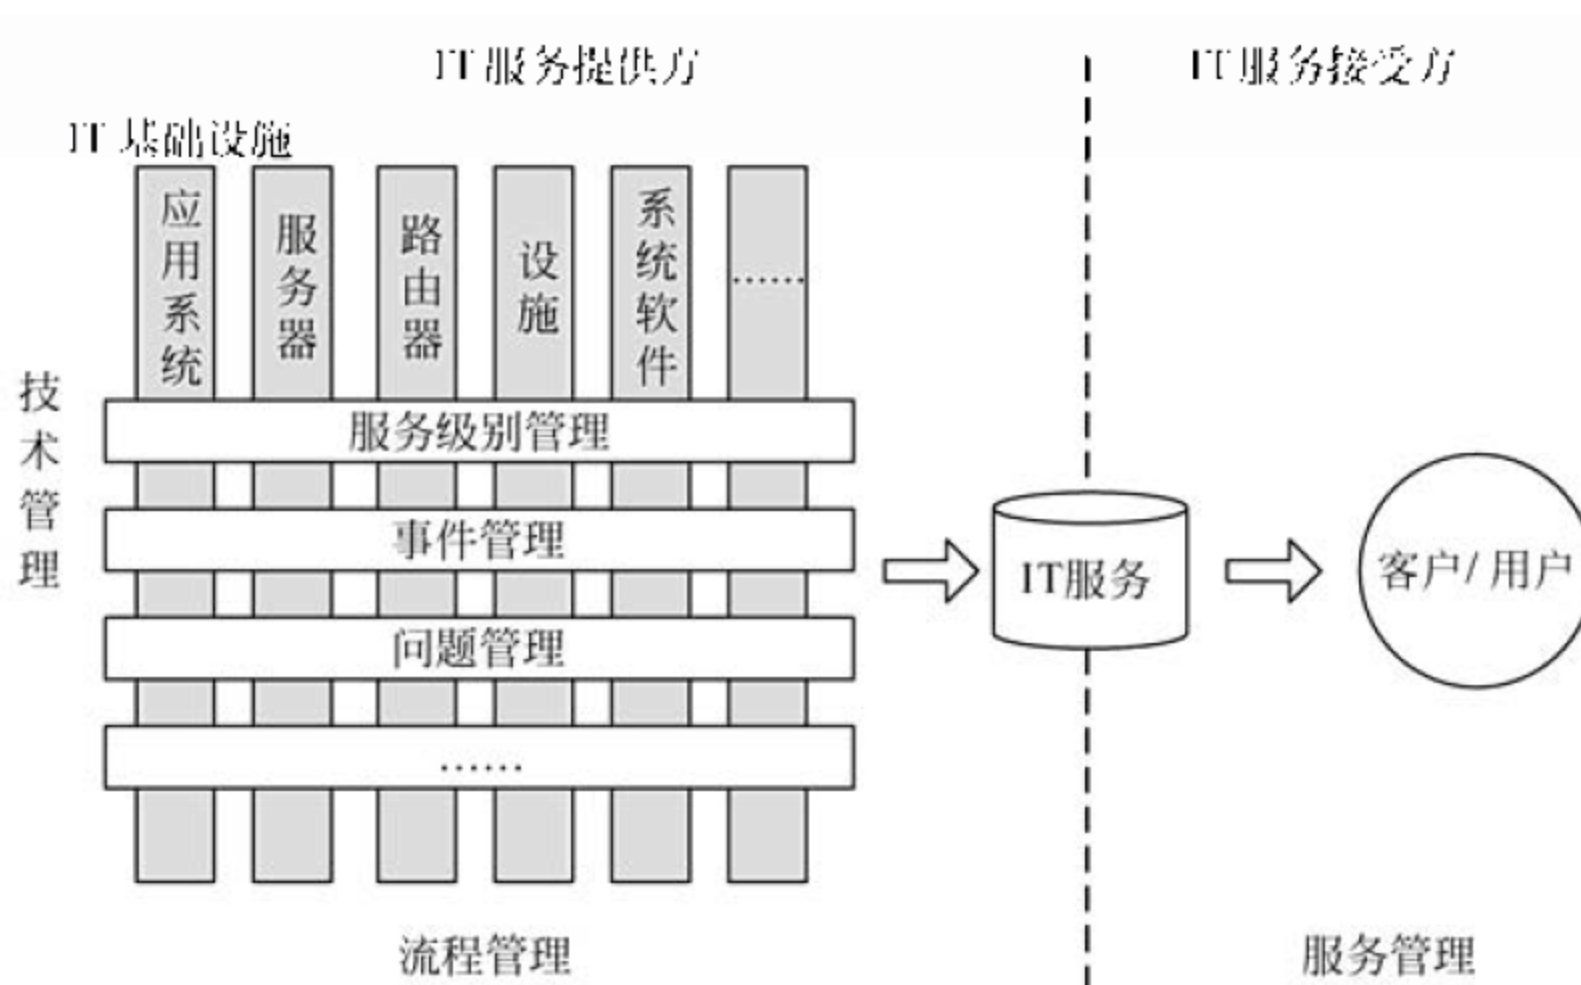 IT服务提供方
IT服务接受方
IT 基础设施
应用系统
服务器
路由器
设施
系统软件
……
技术管理
服务级别管理
事件管理
问题管理
……
IT服务
客户/用户
流程管理
服务管理